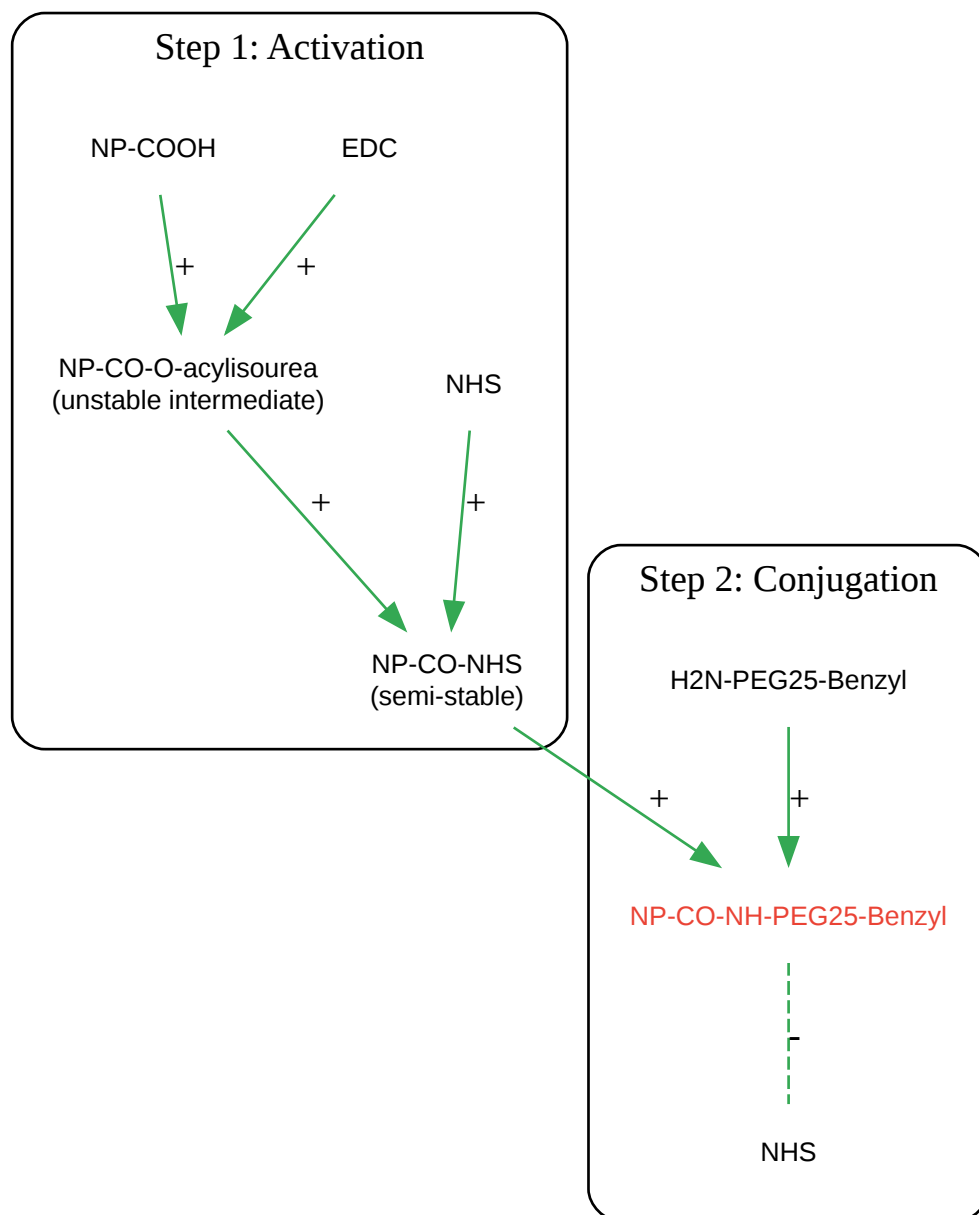 Step 1: Activation
NP-COOH
EDC
+
+
NP-CO-O-acylisourea
(unstable intermediate)
NHS
+
+
NP-CO-NHS
(semi-stable)
Step 2: Conjugation
H2N-PEG25-Benzyl
+
+
NP-CO-NH-PEG25-Benzyl
-
NHS